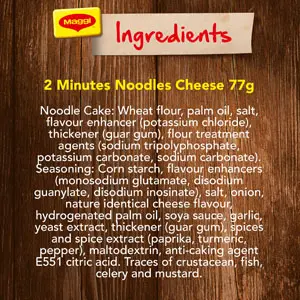 Maggi
Ingredients
2 Minutes Noodles Cheese 77g
Noodle Cake: Wheat flour, palm oil, salt,
flavour enhancer (potassium chloride),
thickener (guar gum), flour treatment
agents (sodium tripolyphosphate,
potassium carbonate, sodium carbonate).
Seasoning: Corn starch, flavour enhancers
(monosodium glutamate, disodium
guanylate, disodium inosinate), salt, onion,
nature identical cheese flavour,
hydrogenated palm oil, soya sauce, garlic,
yeast extract, thickener (guar gum), spices
and spice extract (paprika, turmeric,
pepper), maltodextrin, anti-caking agent
E551 citric acid. Traces of crustacean, fish,
celery and mustard.